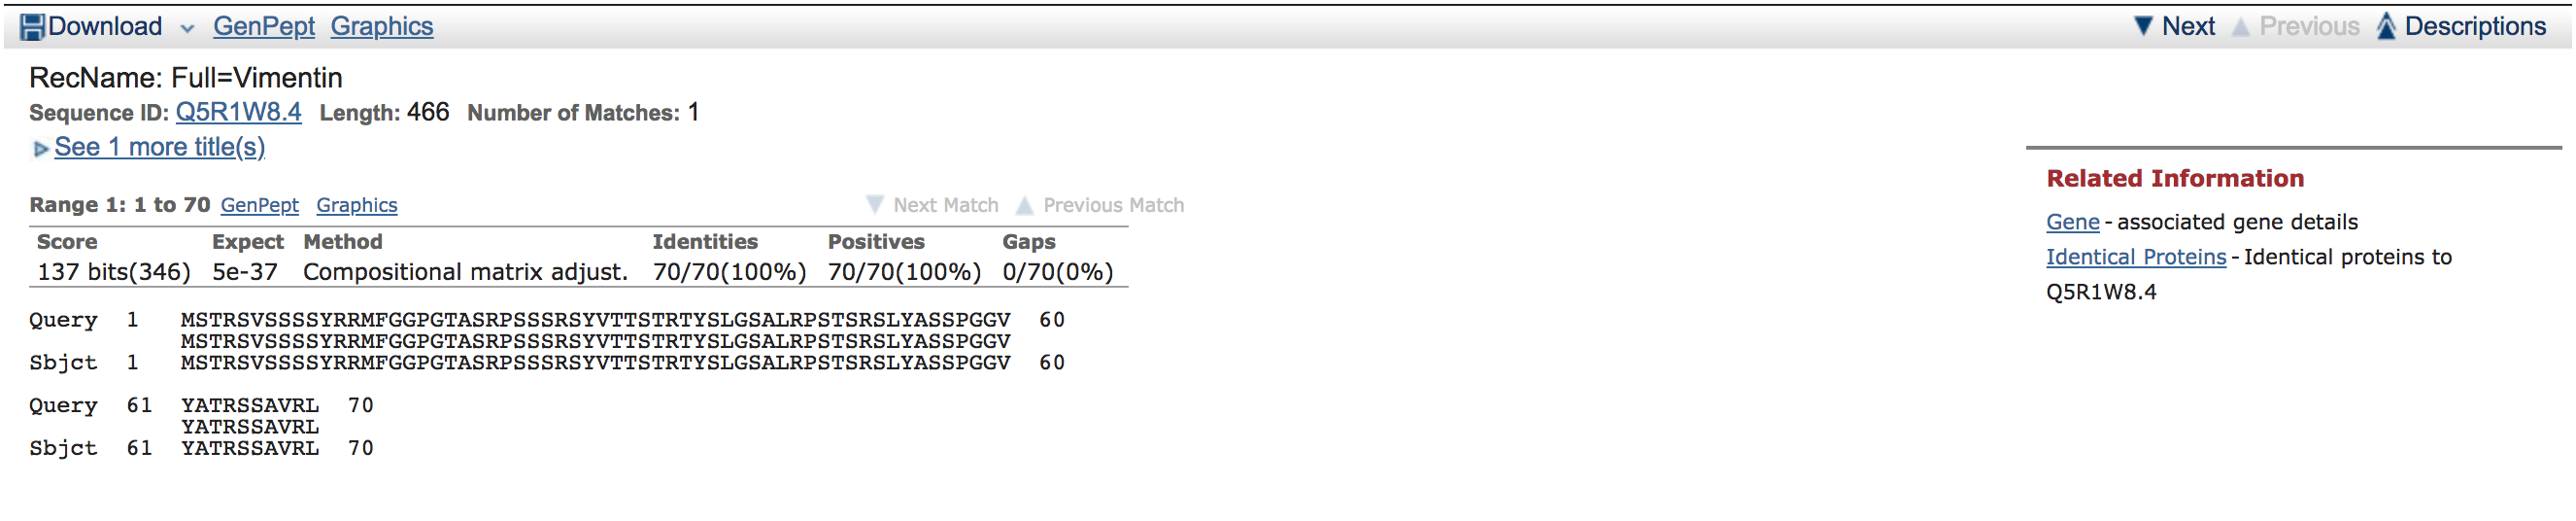 Download GenPept Graphics Next Previous Descriptions
RecName: Full=Vimentin
Sequence ID: Q5R1W8.4 Length: 466 Number of Matches: 1
See 1 more title(s)
Range 1: 1 to 70 GenPept Graphics Next Match Previous Match
Score Expect Method Identities Positives Gaps
137 bits(346) 5e-37 Compositional matrix adjust. 70/70(100%) 70/70(100%) 0/70(0%)
Query 1 MSTRSVSSSSYRRMFGGPGTASRPSSSRSYVTTSTRTYSLGSALRPSTSRSLYASSPGGV 60
MSTRSVSSSSYRRMFGGPGTASRPSSSRSYVTTSTRTYSLGSALRPSTSRSLYASSPGGV
Sbjct 1 MSTRSVSSSSYRRMFGGPGTASRPSSSRSYVTTSTRTYSLGSALRPSTSRSLYASSPGGV 60
Query 61 YATRSSAVRL 70
YATRSSAVRL
Sbjct 61 YATRSSAVRL 70
Related Information
Gene - associated gene details
Identical Proteins - Identical proteins to
Q5R1W8.4